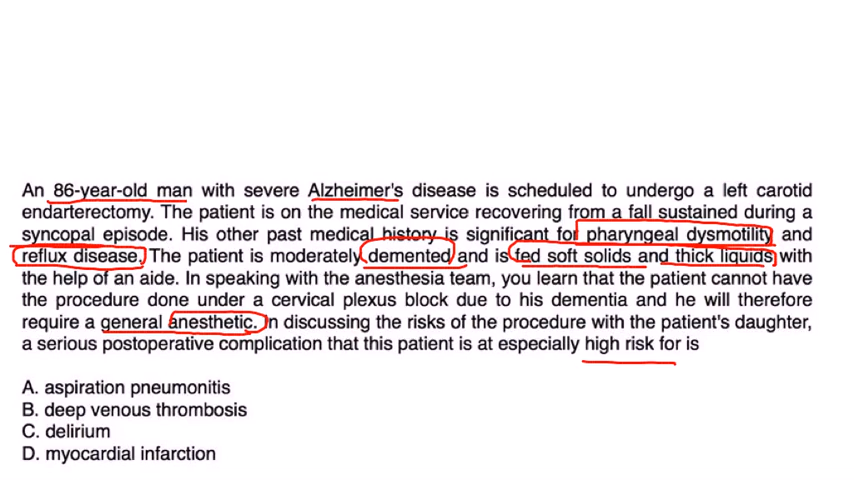 An 86-year-old man with severe Alzheimer's disease is scheduled to undergo a left carotid
endarterectomy. The patient is on the medical service recovering from a fall sustained during a
syncopal episode. His other past medical history is significant for pharyngeal dysmotility and
reflux disease. The patient is moderately demented and is fed soft solids and thick liquids with
the help of an aide. In speaking with the anesthesia team, you learn that the patient cannot have
the procedure done under a cervical plexus block due to his dementia and he will therefore
require a general anesthetic. In discussing the risks of the procedure with the patient's daughter,
a serious postoperative complication that this patient is at especially high risk for is
A. aspiration pneumonitis
B. deep venous thrombosis
C. delirium
D. myocardial infarction